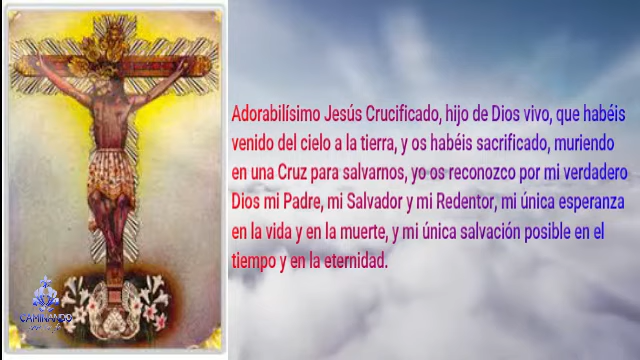 Adorabilísimo Jesús Crucificado, hijo de Dios vivo, que habéis
venido del cielo a la tierra, y os habéis sacrificado, muriendo
en una Cruz para salvarnos, yo os reconozco por mi verdadero
Dios mi Padre, mi Salvador y mi Redentor, mi única esperanza
en la vida y en la muerte, y mi única salvación posible en el
tiempo y en la eternidad.
CAMINANDO